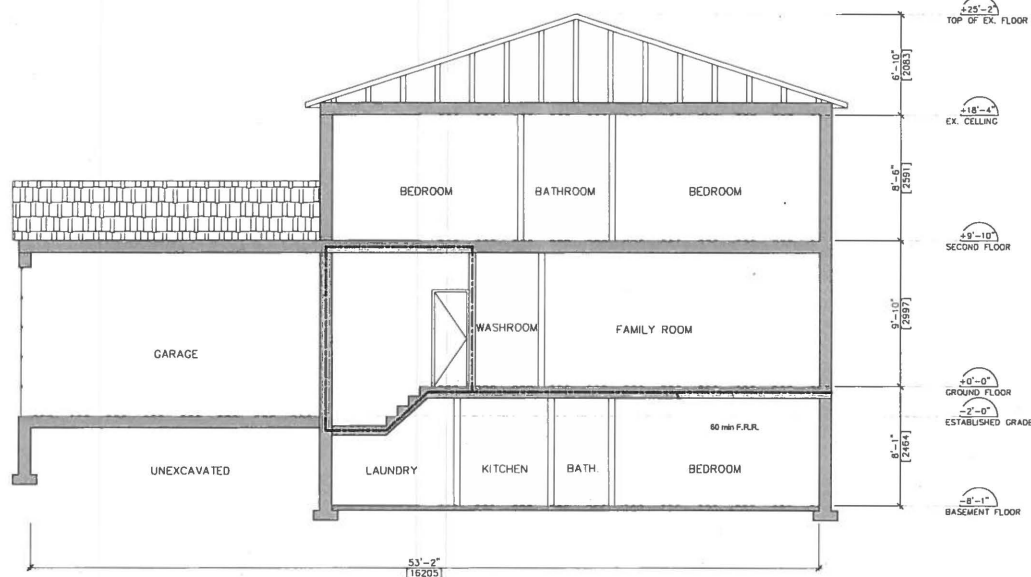 +25'-2"
TOP OF EX. FLOOR
6'-10"
[2083]
+18'-4"
EX. CELLING
BEDROOM
BATHROOM
BEDROOM
8'-6"
[2591]
+9'-10"
SECOND FLOOR
GARAGE
WASHROOM
FAMILY ROOM
9'-10"
[2997]
+0'-0"
GROUND FLOOR
-2'-0"
ESTABLISHED GRADE
60 min F.R.R.
UNEXCAVATED
LAUNDRY
KITCHEN
BATH.
BEDROOM
8'-1"
[2464]
-8'-1"
BASEMENT FLOOR
53'-2"
[16205]